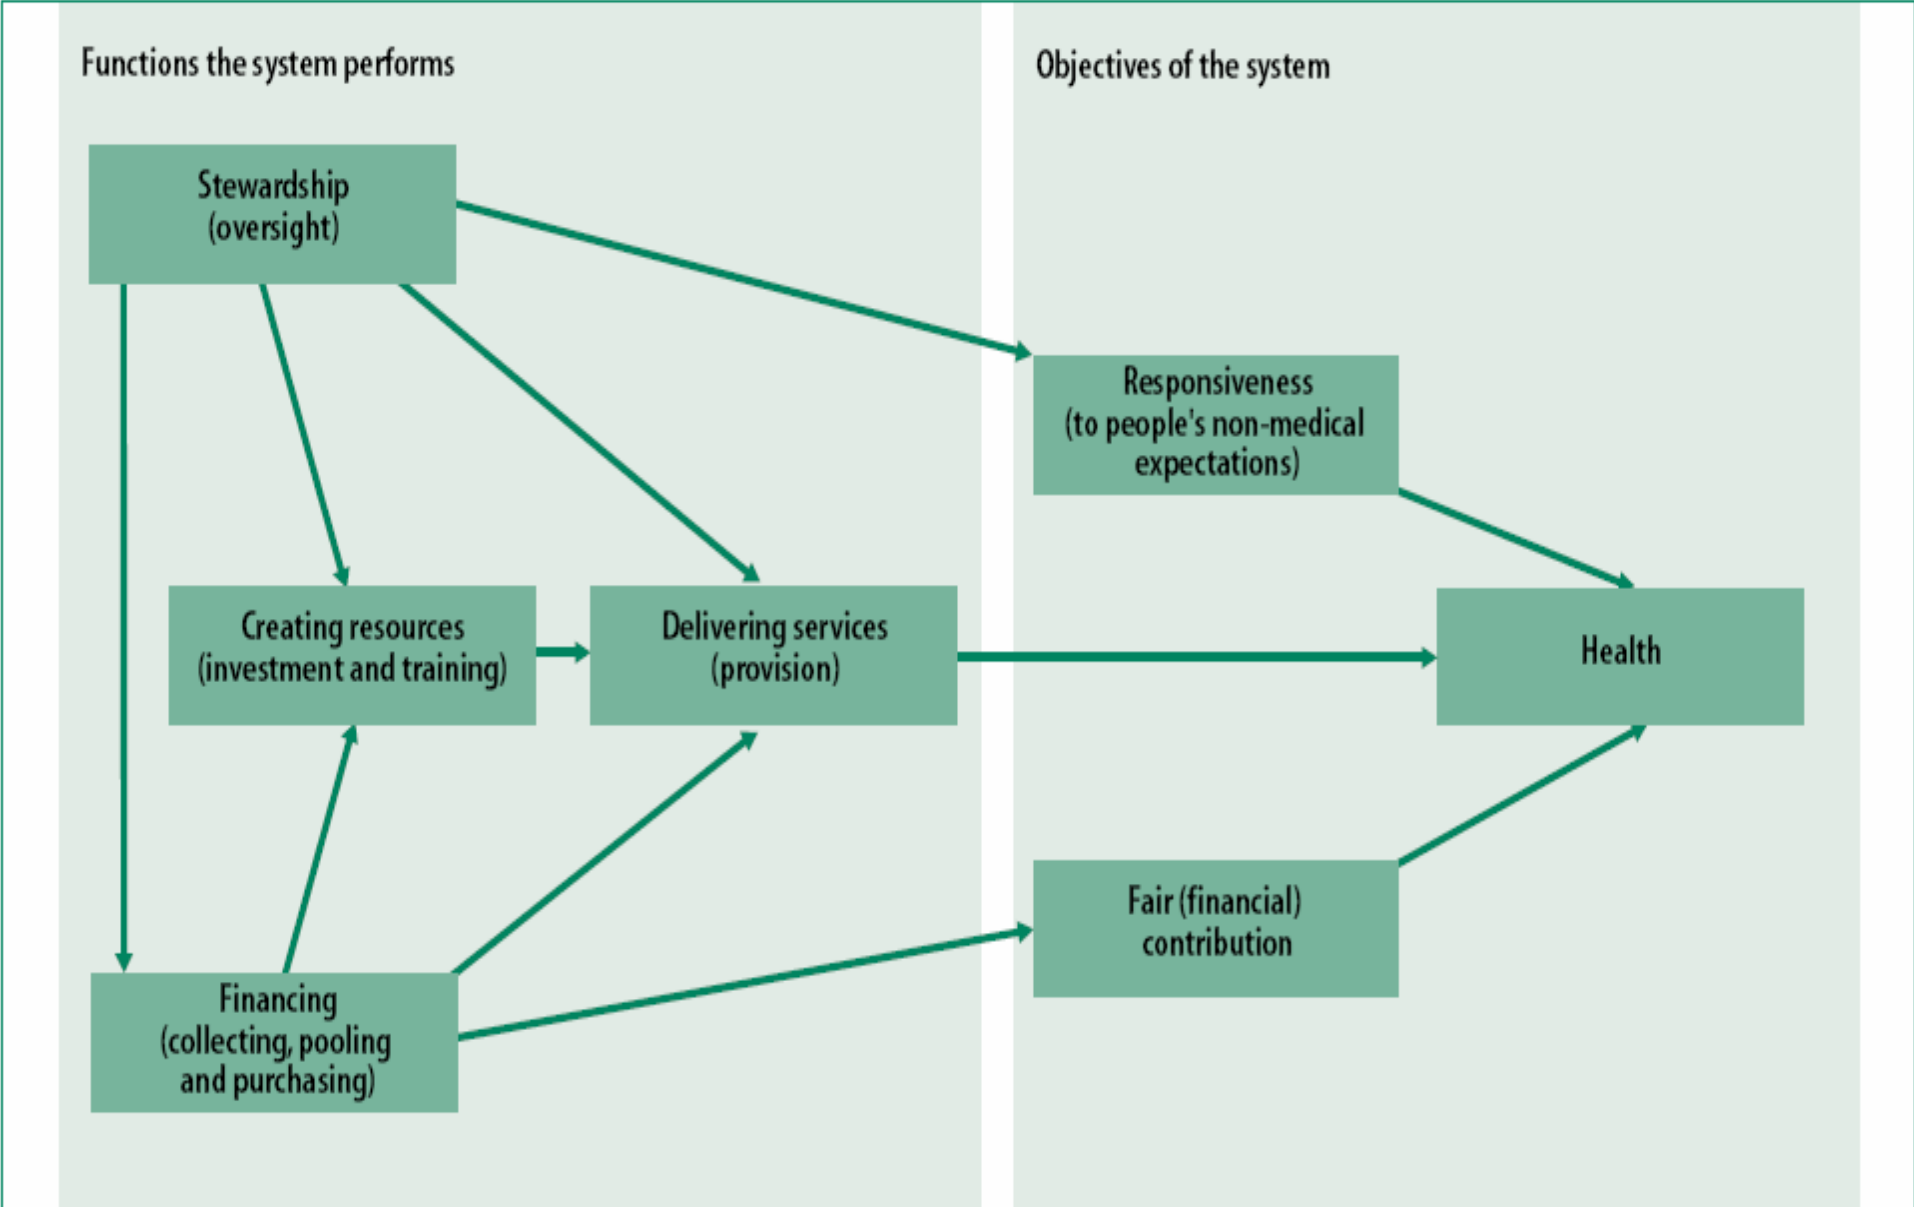 Functions the system performs
Objectives of the system
Stewardship
(oversight)
Responsiveness
(to people's non-medical
expectations)
Creating resources
(investment and training)
Delivering services
(provision)
Health
Fair (financial)
contribution
Financing
(collecting, pooling
and purchasing)